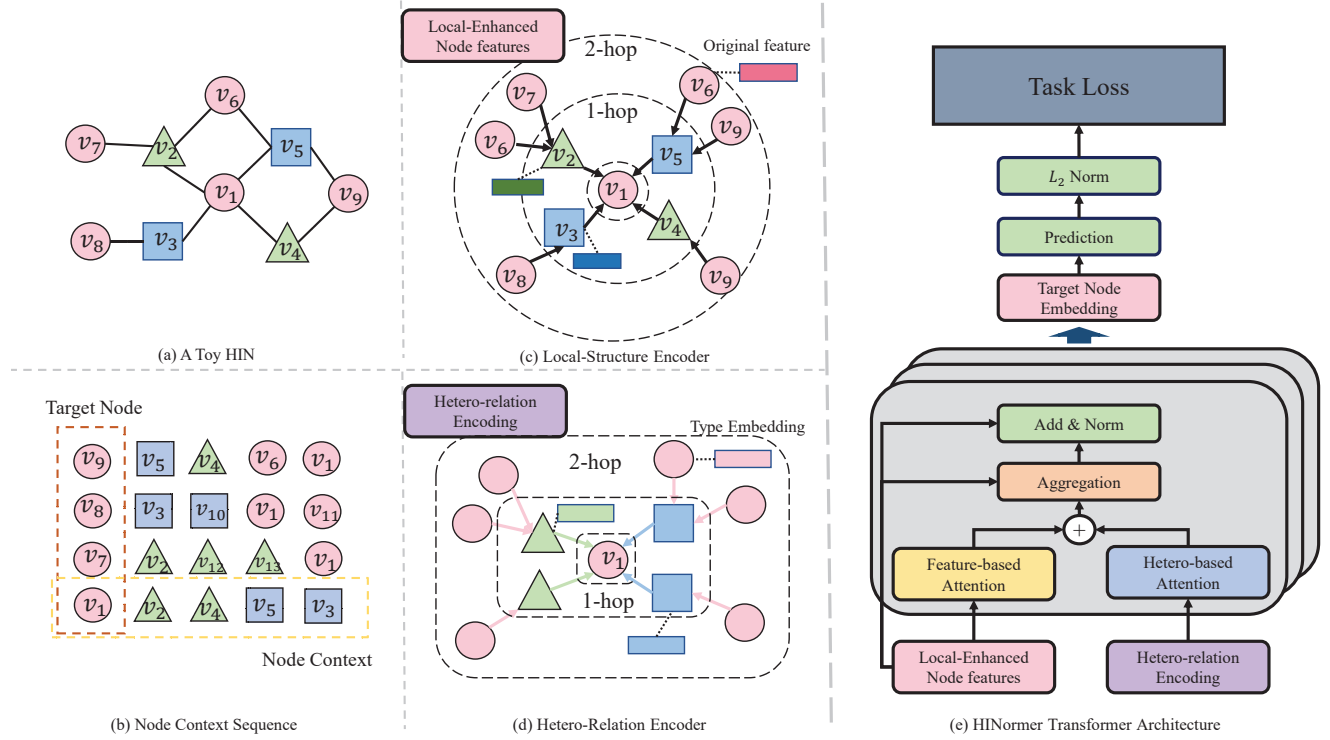 v6
v7
v2
v5
v1
v9
v8
v3
v4
(a) A Toy HIN
Local-Enhanced
Node features
2-hop
Original feature
v7
v6
1-hop
v9
v6
v2
v5
v1
v3
v4
v8
v9
(c) Local-Structure Encoder
Target Node
v9 v5 v4 v6 v1
v8 v3 v10 v1 v11
v7 v2 v12 v13 v1
v1 v2 v4 v5 v3
Node Context
(b) Node Context Sequence
Hetero-relation
Encoding
Type Embedding
2-hop
v1
1-hop
(d) Hetero-Relation Encoder
Task Loss
L2 Norm
Prediction
Target Node
Embedding
Add & Norm
Aggregation
+
Feature-based
Attention
Hetero-based
Attention
Local-Enhanced
Node features
Hetero-relation
Encoding
(e) HINormer Transformer Architecture